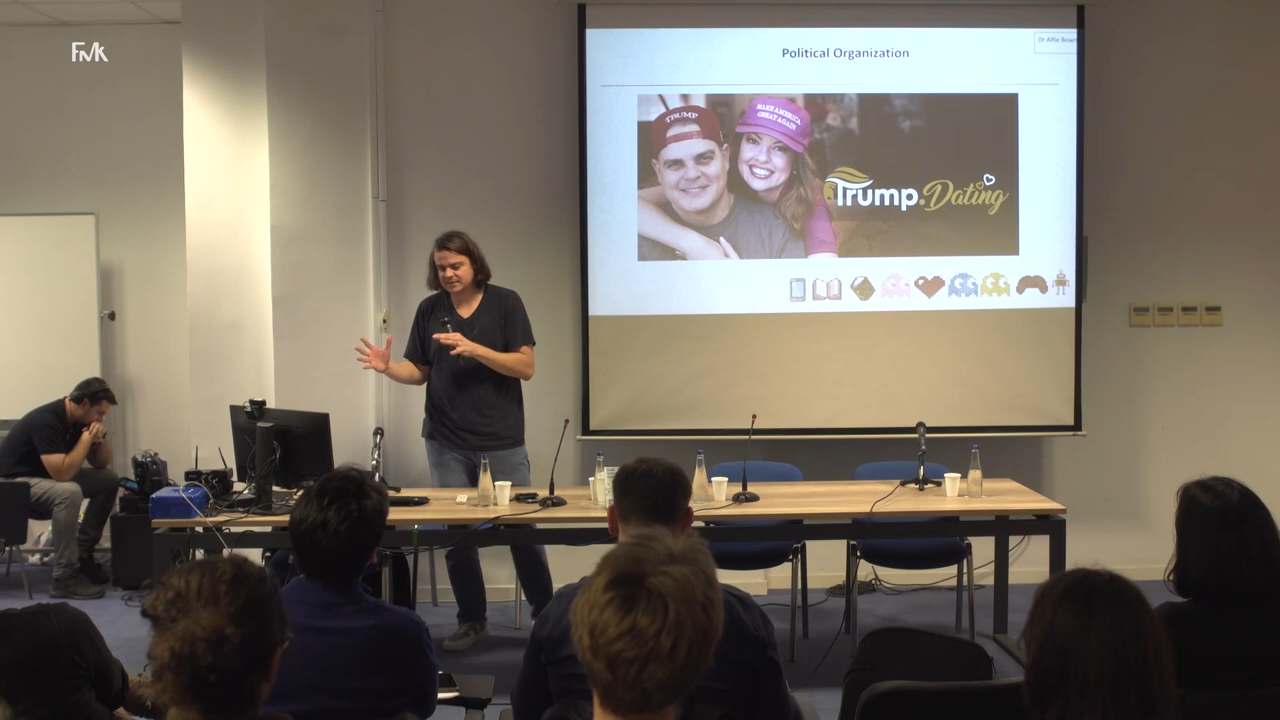 FMK
Political Organization
Dr Alfie Bown
TRUMP
MAKE AMERICA
GREAT AGAIN
Trump.Dating